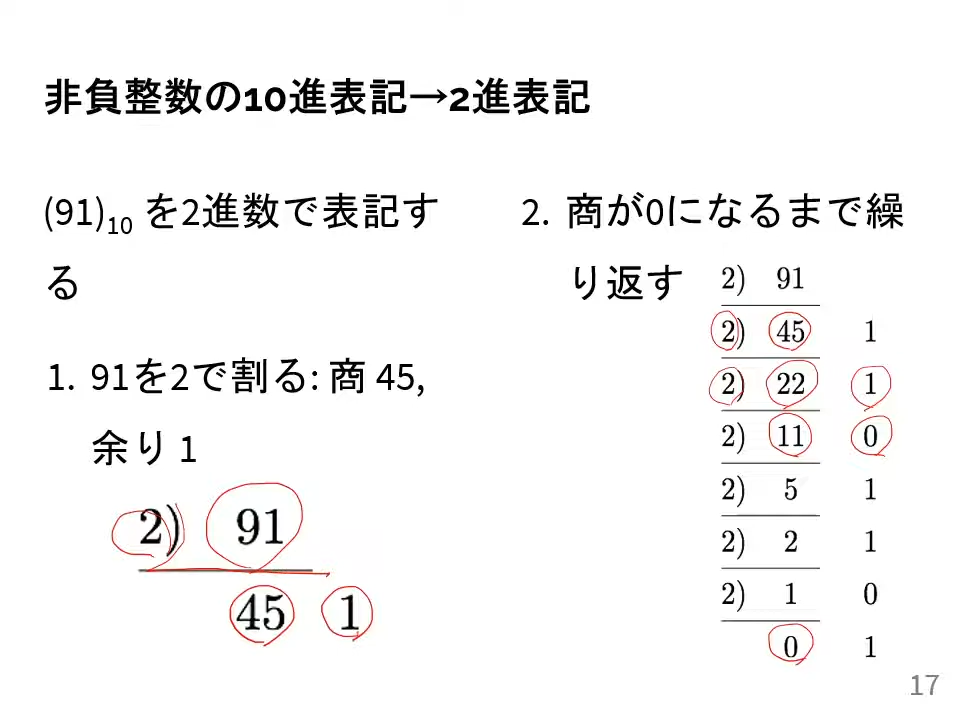 非負整数の10進表記→2進表記
(91)₁₀ を2進数で表記す
る
1. 91を2で割る: 商 45,
余り 1
2) 91
45 1
2. 商が0になるまで繰
り返す
2) 91
2) 45 1
2) 22 1
2) 11 0
2) 5 1
2) 2 1
2) 1 0
0 1
17